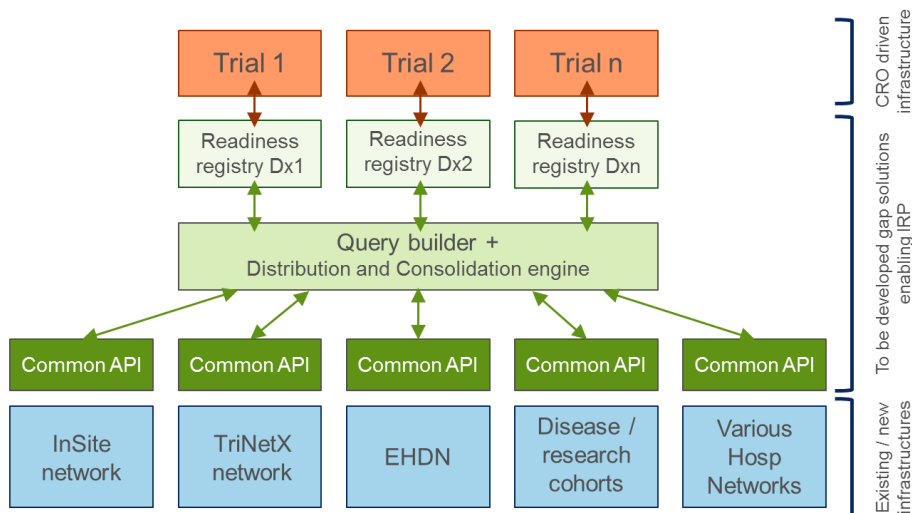 Trial 1
Trial 2
Trial n
CRO driven
infrastructure
Readiness
registry Dx1
Readiness
registry Dx2
Readiness
registry Dxn
Query builder +
Distribution and Consolidation engine
To be developed gap solutions
enabling IRP
Common API
Common API
Common API
Common API
Common API
InSite
network
TriNetX
network
EHDN
Disease /
research
cohorts
Various
Hosp
Networks
Existing / new
infrastructures